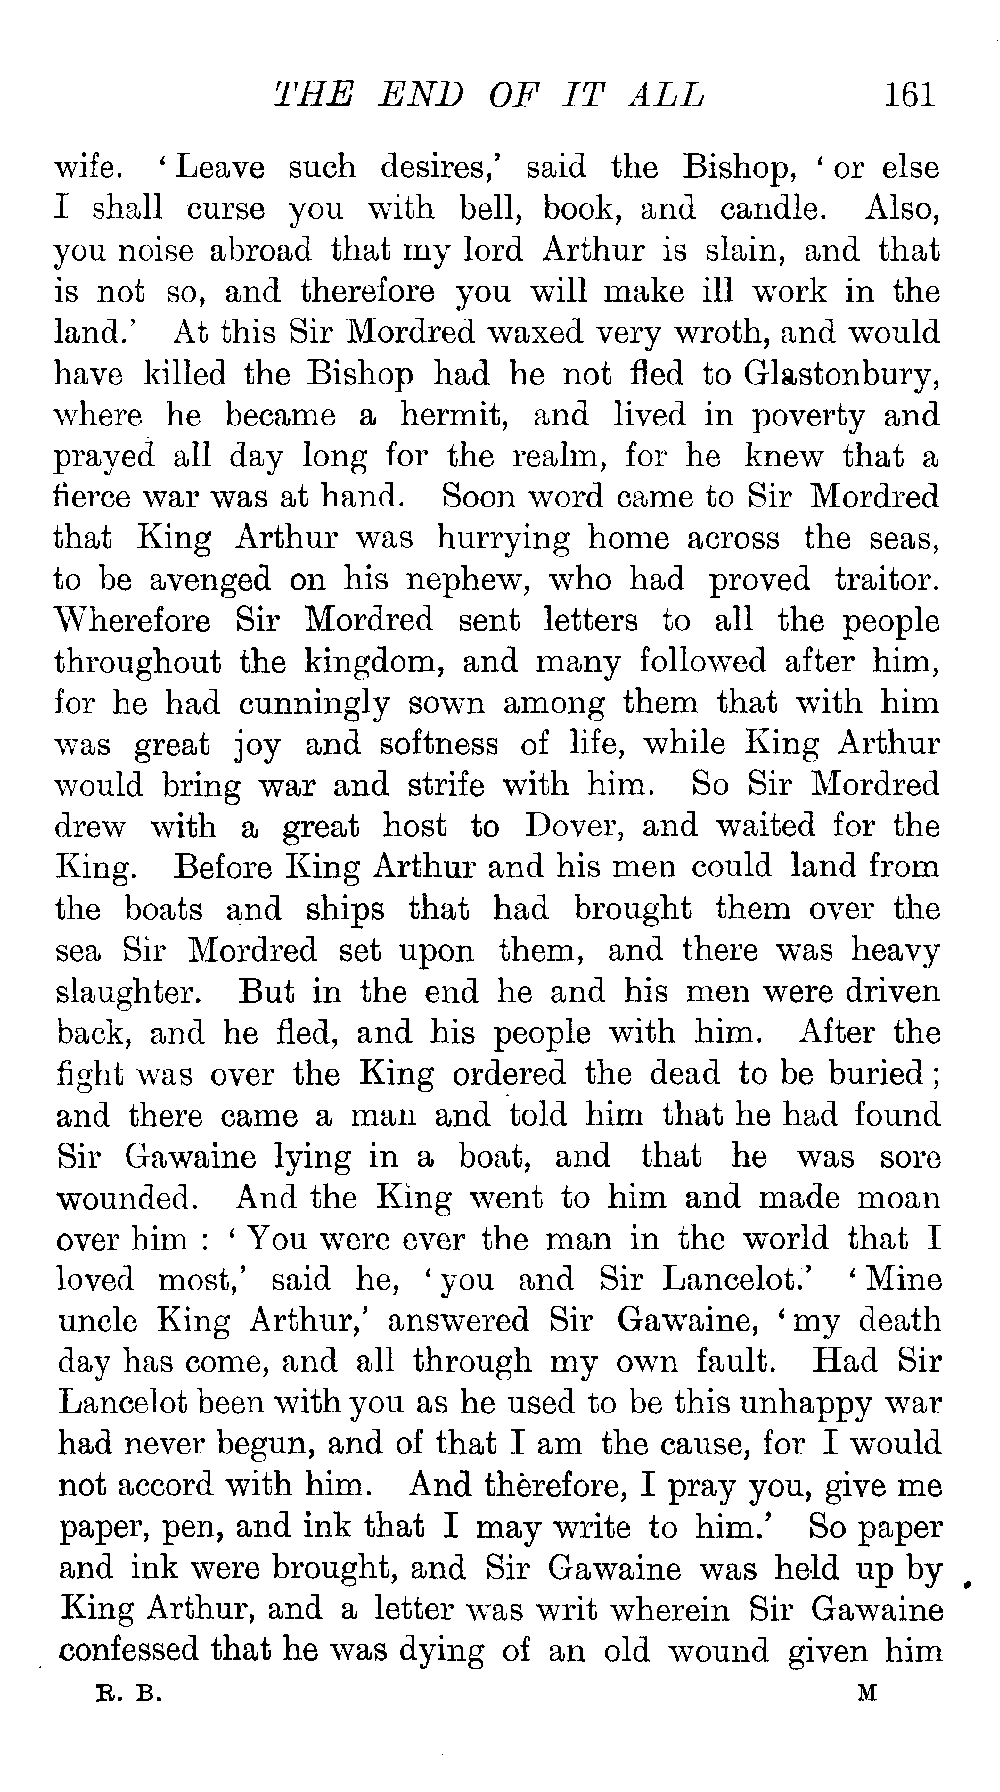 THE END OF IT ALL 161
wife. ‘ Leave such desires,’ said the Bishop, ‘ or else
I shall curse you with bell, book, and candle. Also,
you noise abroad that my lord Arthur is slain, and that
is not so, and therefore you will make ill work in the
land.’ At this Sir Mordred waxed very wroth, and would
have killed the Bishop had he not fled to Glastonbury,
where he became a hermit, and lived in poverty and
prayed all day long for the realm, for he knew that a
fierce war was at hand. Soon word came to Sir Mordred
that King Arthur was hurrying home across the seas,
to be avenged on his nephew, who had proved traitor.
Wherefore Sir Mordred sent letters to all the people
throughout the kingdom, and many followed after him,
for he had cunningly sown among them that with him
was great joy and softness of life, while King Arthur
would bring war and strife with him. So Sir Mordred
drew with a great host to Dover, and waited for the
King. Before King Arthur and his men could land from
the boats and ships that had brought them over the
sea Sir Mordred set upon them, and there was heavy
slaughter. But in the end he and his men were driven
back, and he fled, and his people with him. After the
fight was over the King ordered the dead to be buried ;
and there came a man and told him that he had found
Sir Gawaine lying in a boat, and that he was sore
wounded. And the King went to him and made moan
over him : ‘ You were ever the man in the world that I
loved most,’ said he, ‘ you and Sir Lancelot.’ ‘ Mine
uncle King Arthur,’ answered Sir Gawaine, ‘ my death
day has come, and all through my own fault. Had Sir
Lancelot been with you as he used to be this unhappy war
had never begun, and of that I am the cause, for I would
not accord with him. And therefore, I pray you, give me
paper, pen, and ink that I may write to him.’ So paper
and ink were brought, and Sir Gawaine was held up by
King Arthur, and a letter was writ wherein Sir Gawaine
confessed that he was dying of an old wound given him
R. B. M